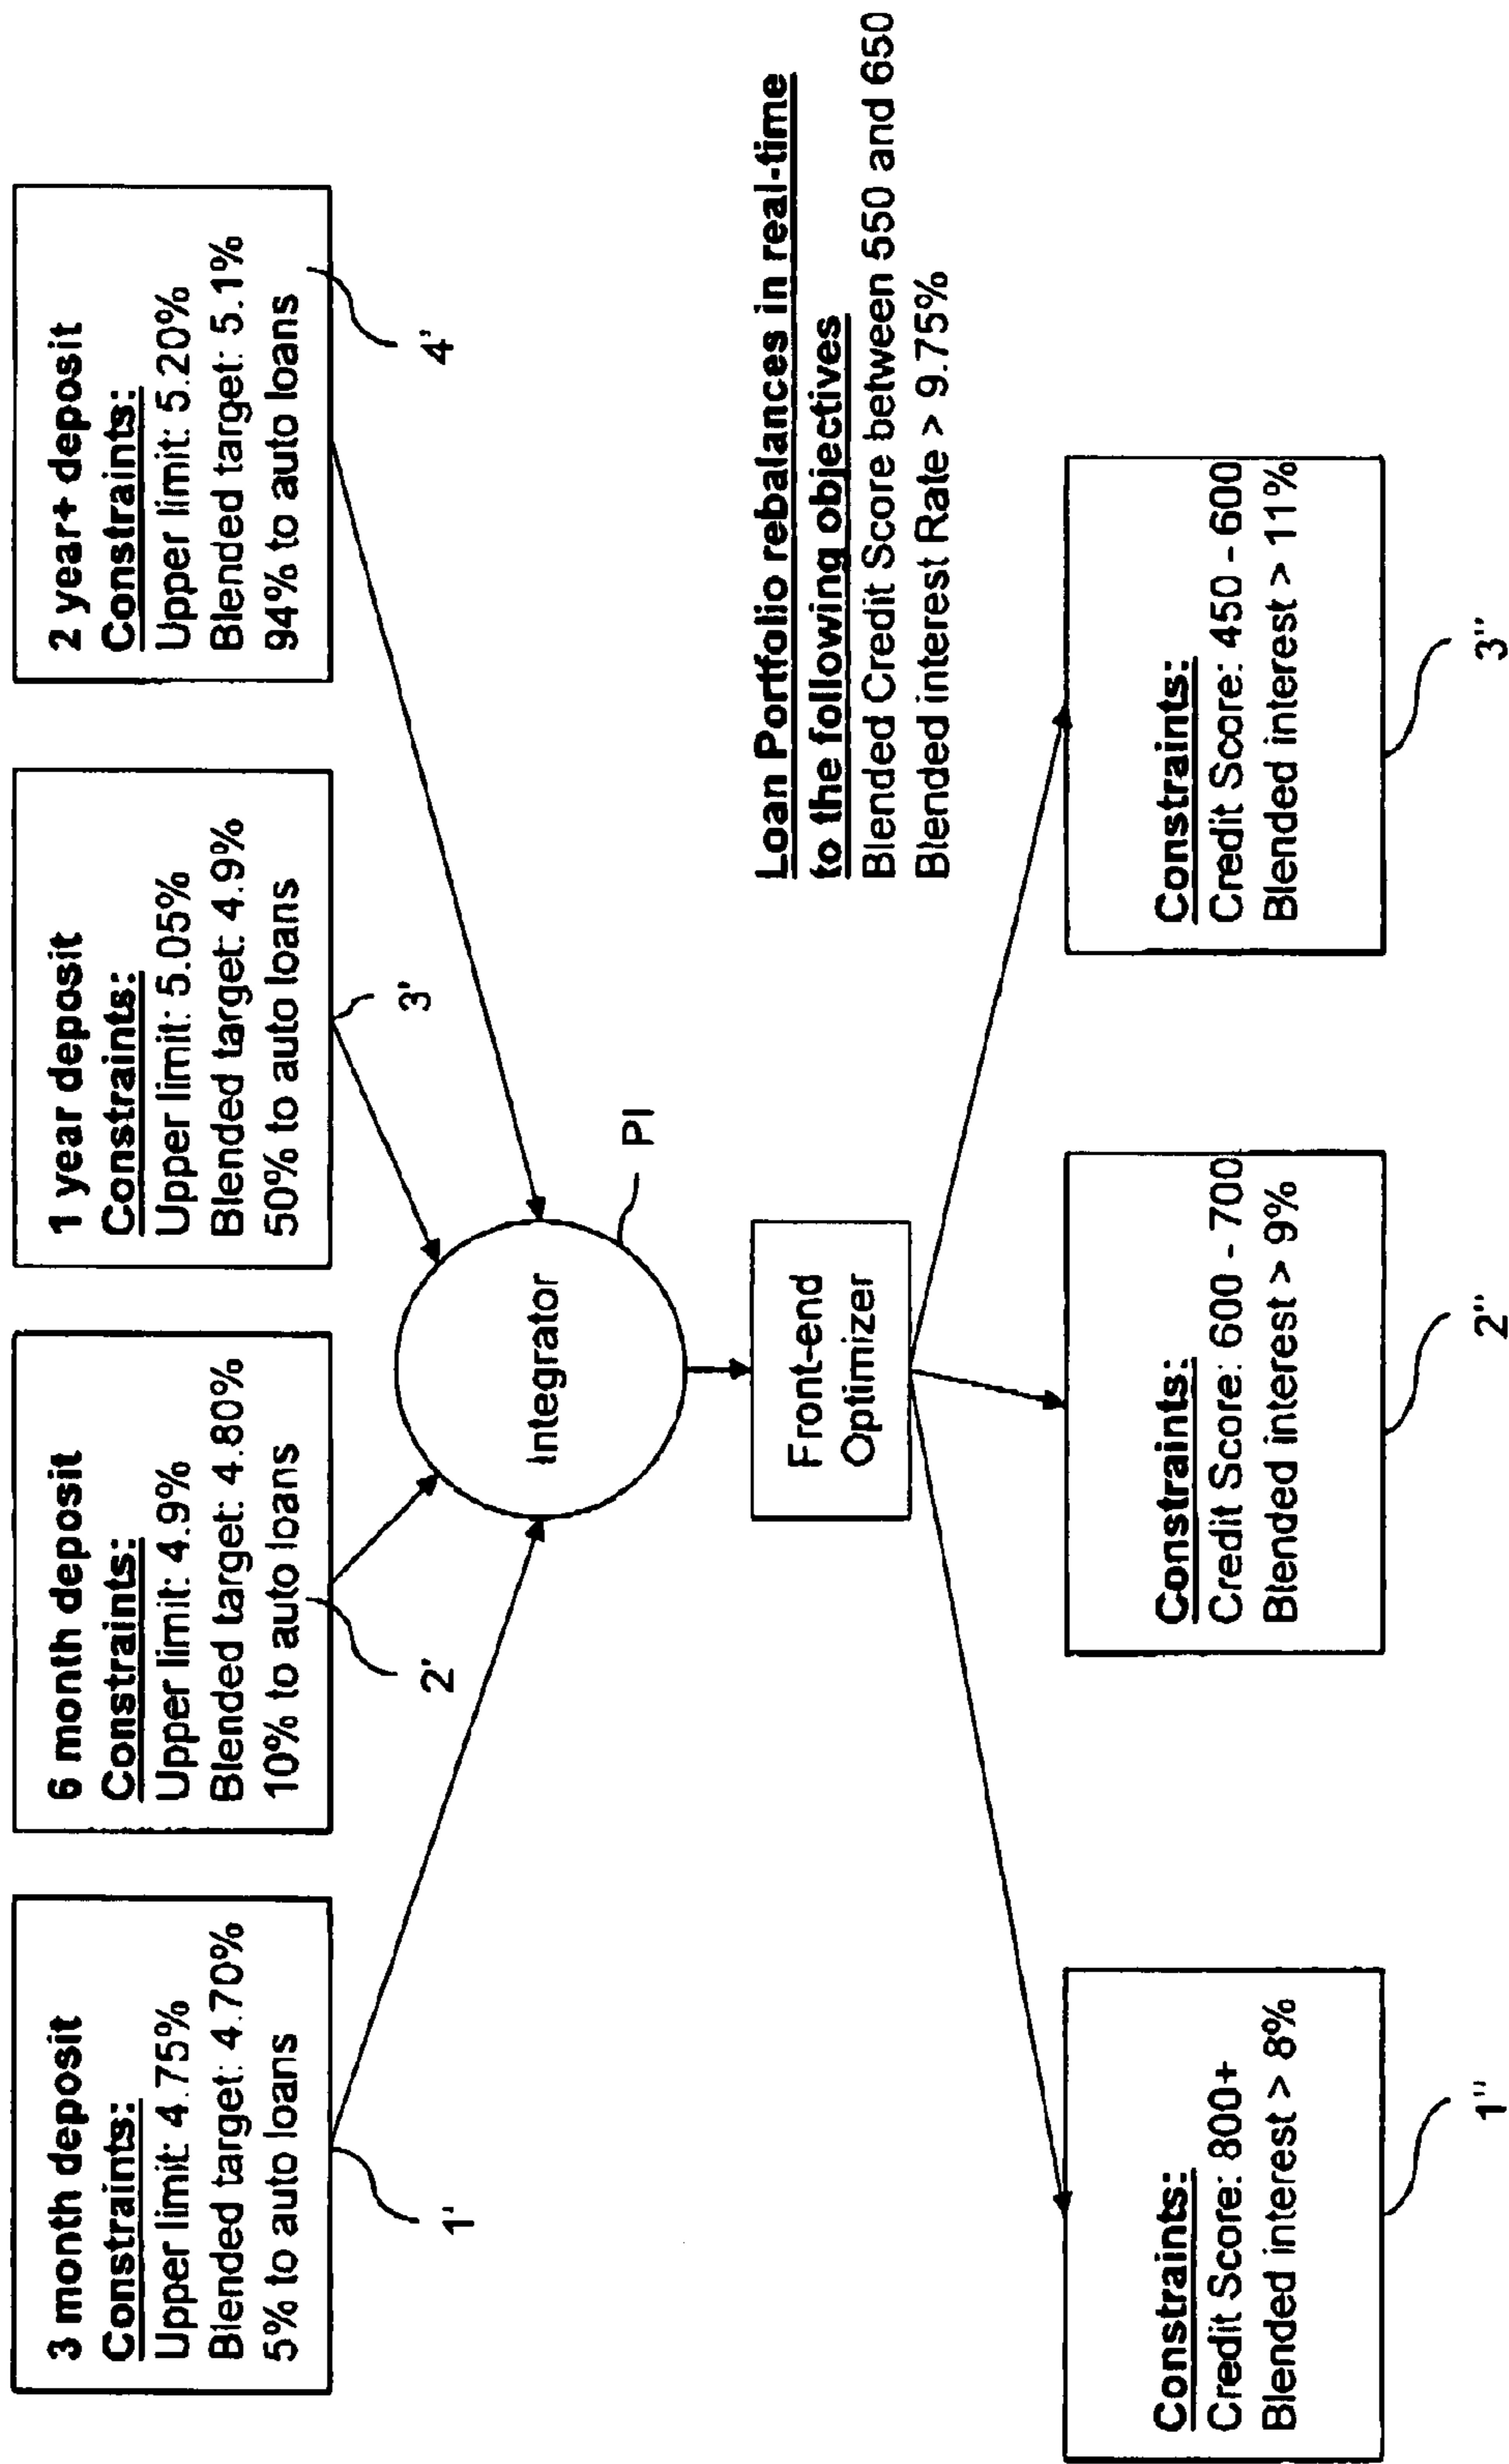 3 month deposit
Constraints:
Upper limit: 4.75%
Blended target: 4.70%
5% to auto loans
1'
6 month deposit
Constraints:
Upper limit: 4.9%
Blended target: 4.80%
10% to auto loans
2'
1 year deposit
Constraints:
Upper limit: 5.05%
Blended target: 4.9%
50% to auto loans
3'
2 year+ deposit
Constraints:
Upper limit: 5.20%
Blended target: 5.1%
94% to auto loans
4'
Integrator
PI
Front-end
Optimizer
Loan Portfolio rebalances in real-time
to the following objectives
Blended Credit Score between 550 and 650
Blended interest Rate > 9.75%
Constraints:
Credit Score: 800+
Blended interest > 8%
1"
Constraints:
Credit Score: 600 - 700
Blended interest > 9%
2"
Constraints:
Credit Score: 450 - 600
Blended interest > 11%
3"